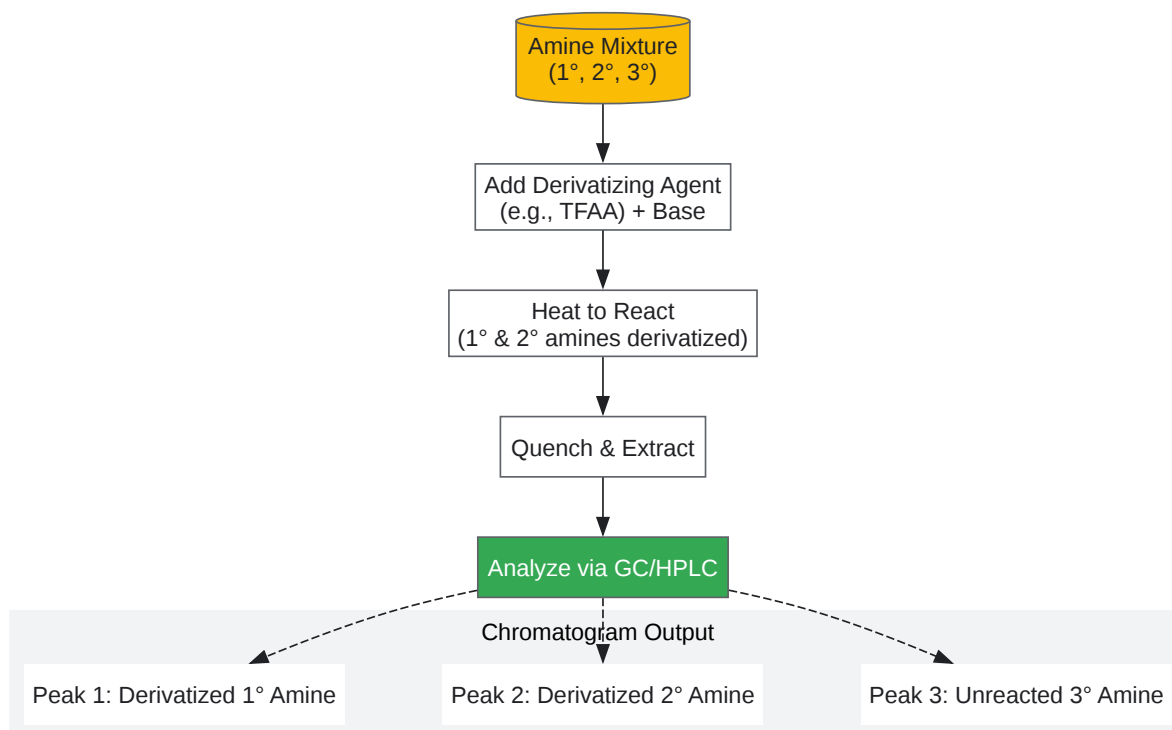 Amine Mixture
(1°, 2°, 3°)
Add Derivatizing Agent
(e.g., TFAA) + Base
Heat to React
(1° & 2° amines derivatized)
Quench & Extract
Analyze via GC/HPLC
Chromatogram Output
Peak 1: Derivatized 1° Amine
Peak 2: Derivatized 2° Amine
Peak 3: Unreacted 3° Amine